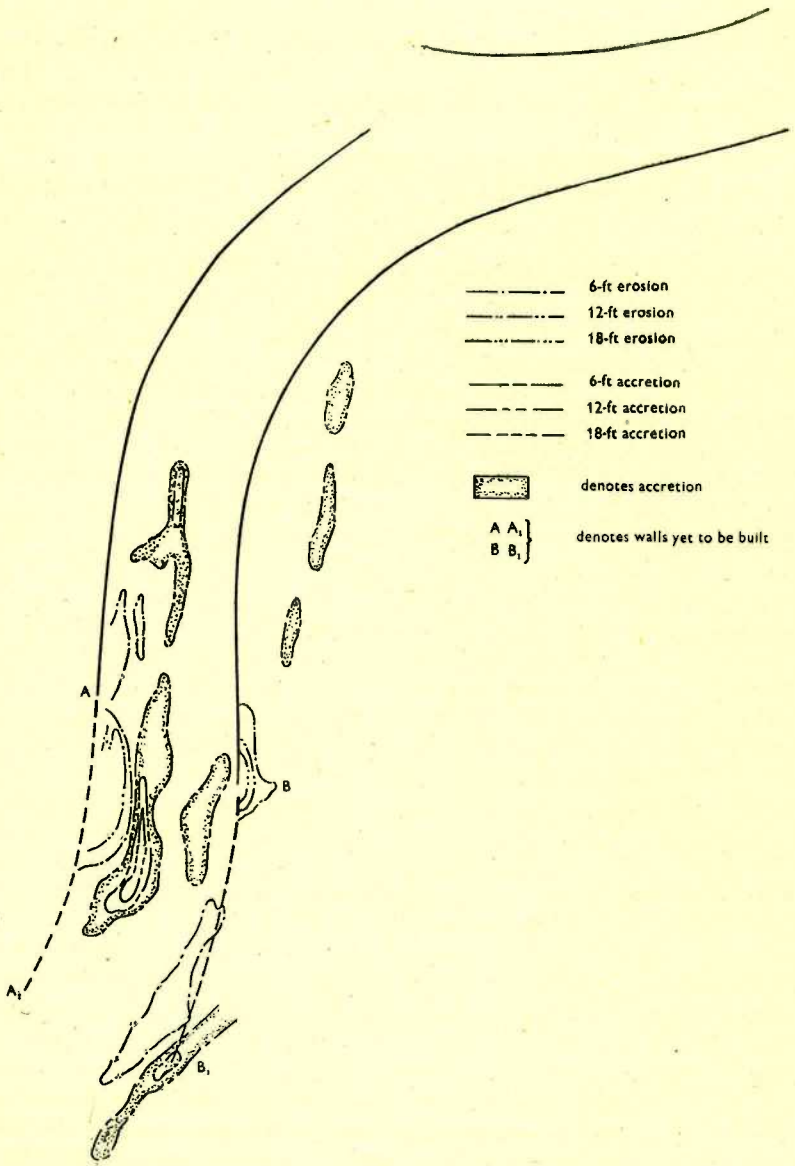 6-ft erosion
12-ft erosion
18-ft erosion
6-ft accretion
12-ft accretion
18-ft accretion
denotes accretion
A A₁
B B₁
denotes walls yet to be built
A
B
A₁
B₁